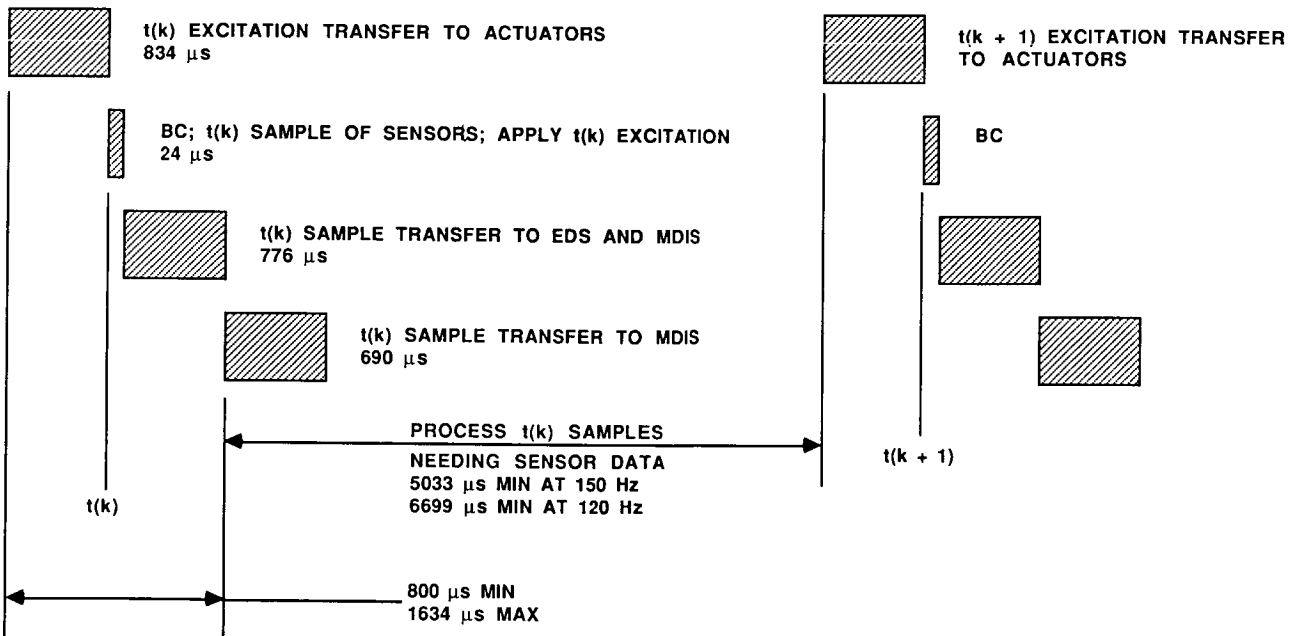 t(k) EXCITATION TRANSFER TO ACTUATORS
834 μs
t(k + 1) EXCITATION TRANSFER
TO ACTUATORS
BC; t(k) SAMPLE OF SENSORS; APPLY t(k) EXCITATION
24 μs
BC
t(k) SAMPLE TRANSFER TO EDS AND MDIS
776 μs
t(k) SAMPLE TRANSFER TO MDIS
690 μs
PROCESS t(k) SAMPLES
NEEDING SENSOR DATA
5033 μs MIN AT 150 Hz
6699 μs MIN AT 120 Hz
t(k)
t(k + 1)
800 μs MIN
1634 μs MAX